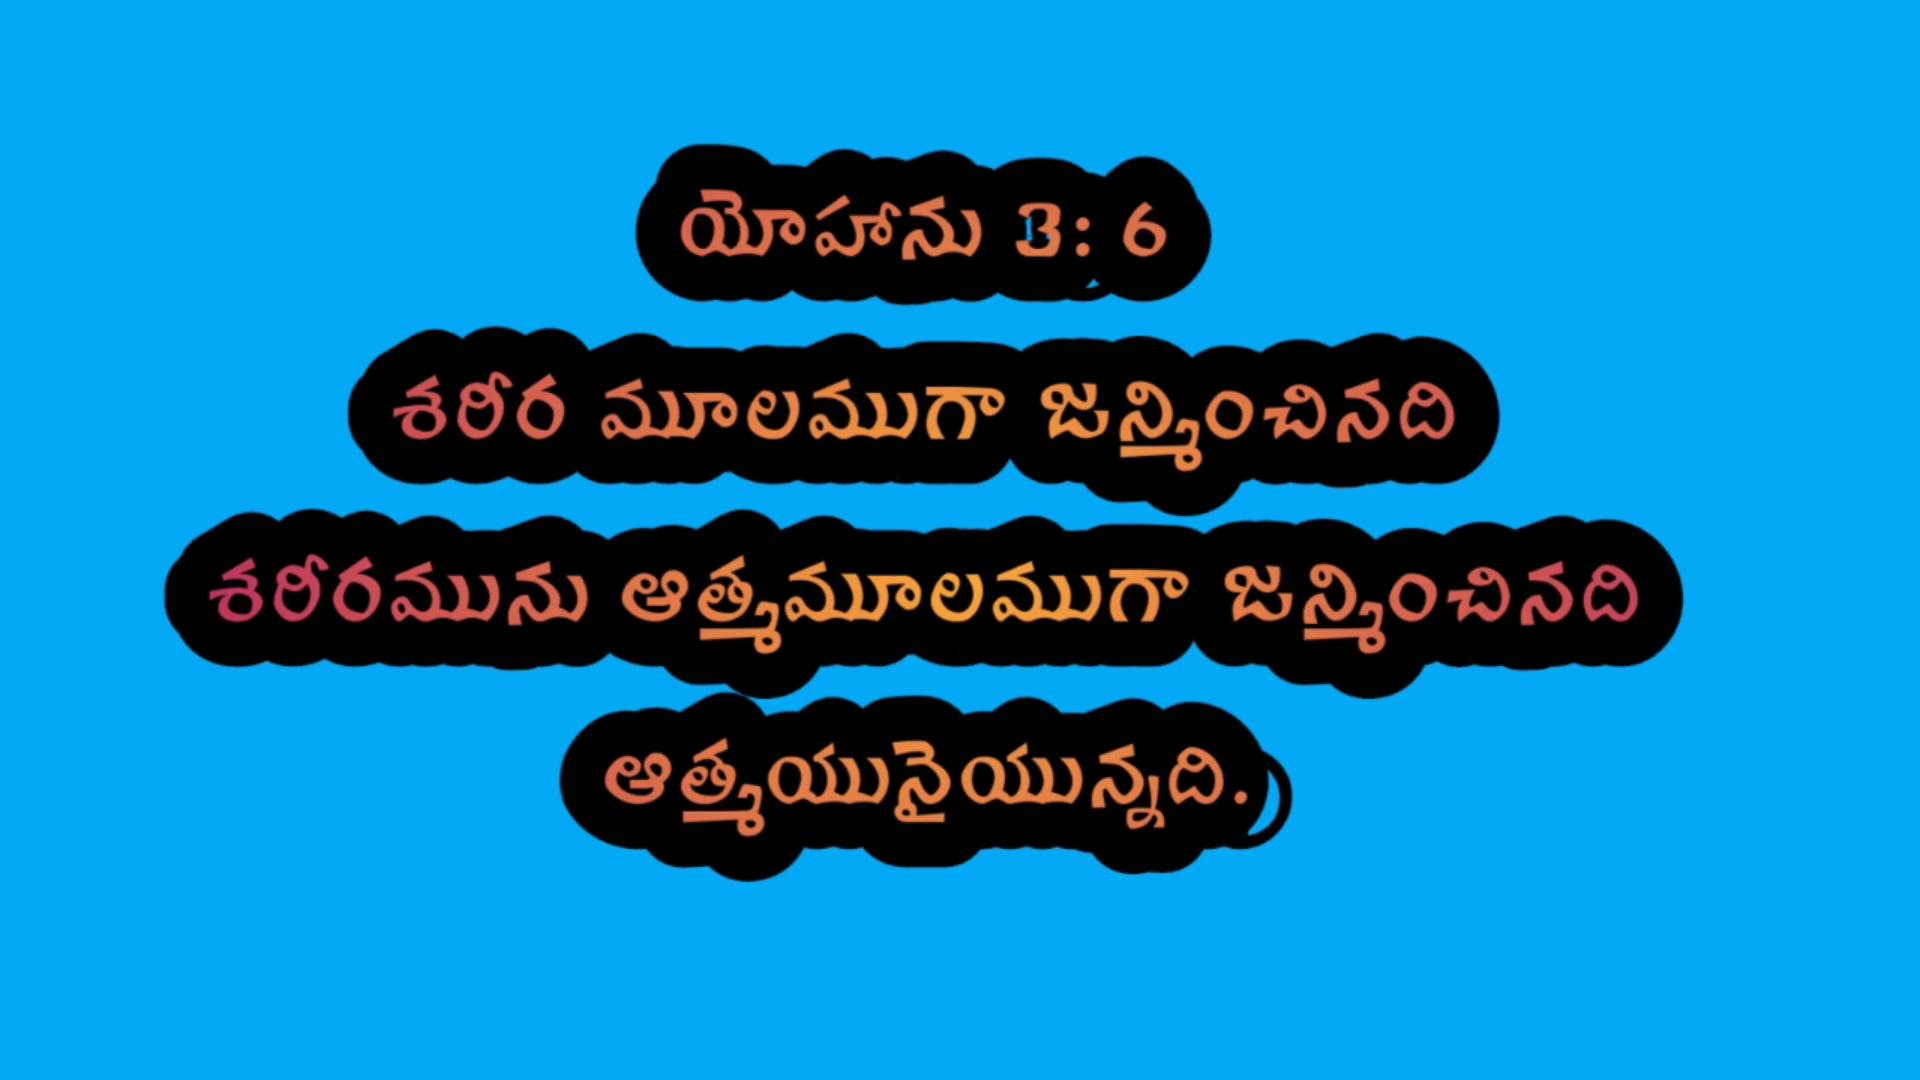 యోహాను 3: 6
శరీర మూలముగా జన్మించినది
శరీరమును ఆత్మమూలముగా జన్మించినది
ఆత్మయునైయున్నది.